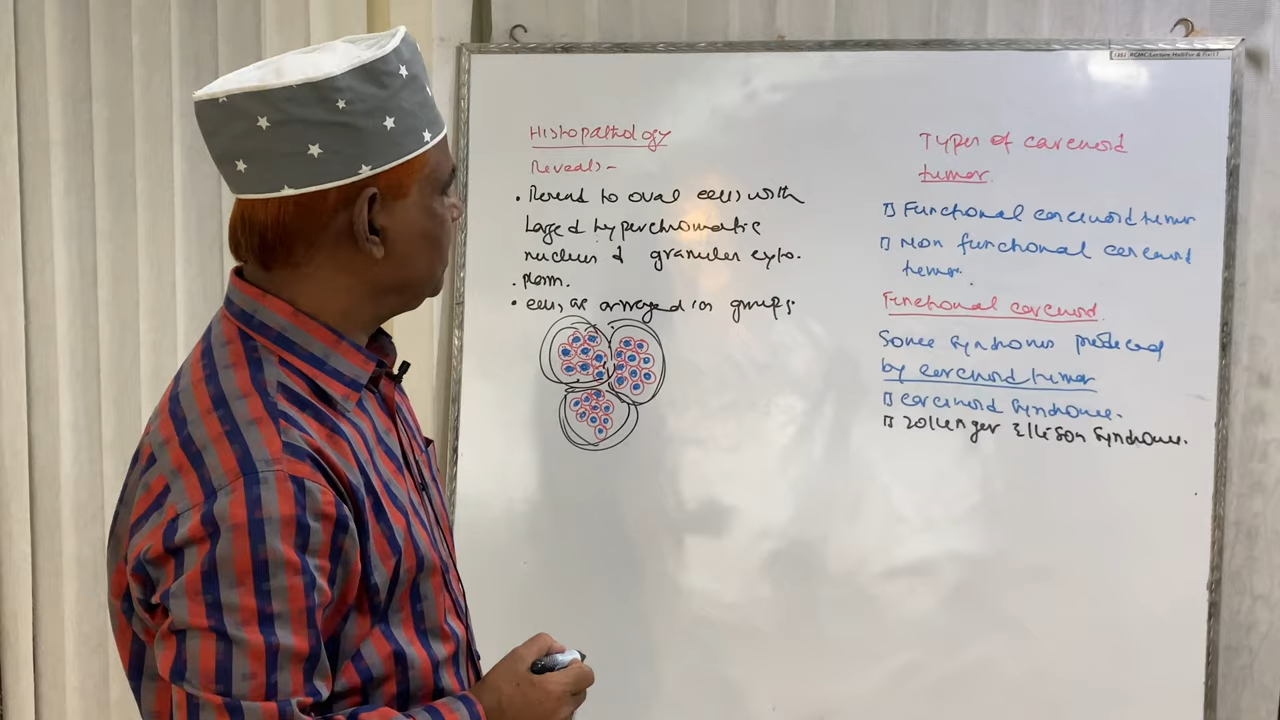 Histopathology
Reveals-
• Round to oval cells with
Large & hyperchromatic
nucleus & granular cyto.
plasm.
• cells are arranged in groups.
Types of carcinoid
tumor
Functional carcinoid tumor
Non functional carcinoid
tumor.
Functional carcinoid
Some syndromes produced
by carcinoid tumor
carcinoid syndrome.
Zollenger Ellison syndrome.